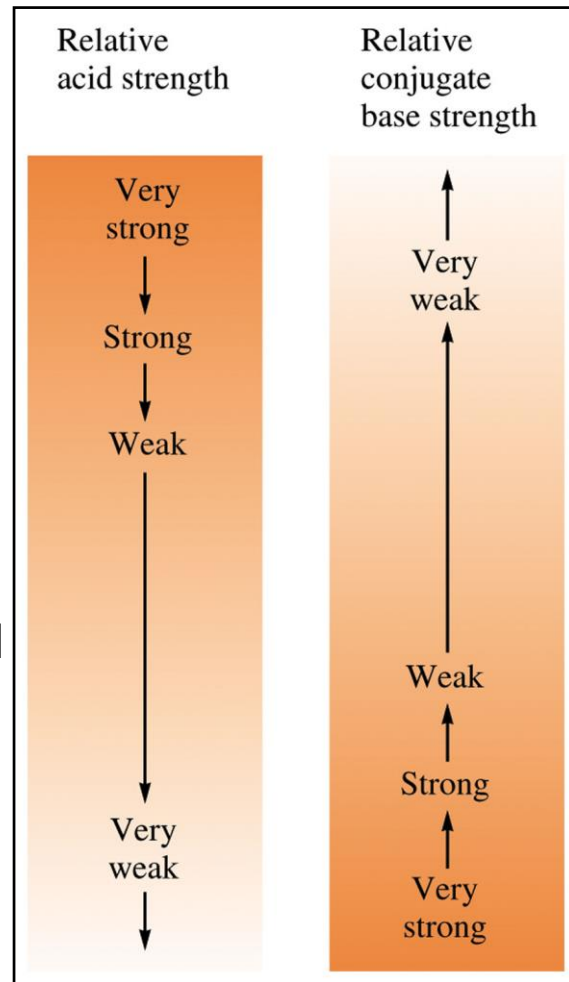 Relative
acid strength
Very
strong
Strong
Weak
Very
weak
Relative
conjugate
base strength
Very
weak
Weak
Strong
Very
strong